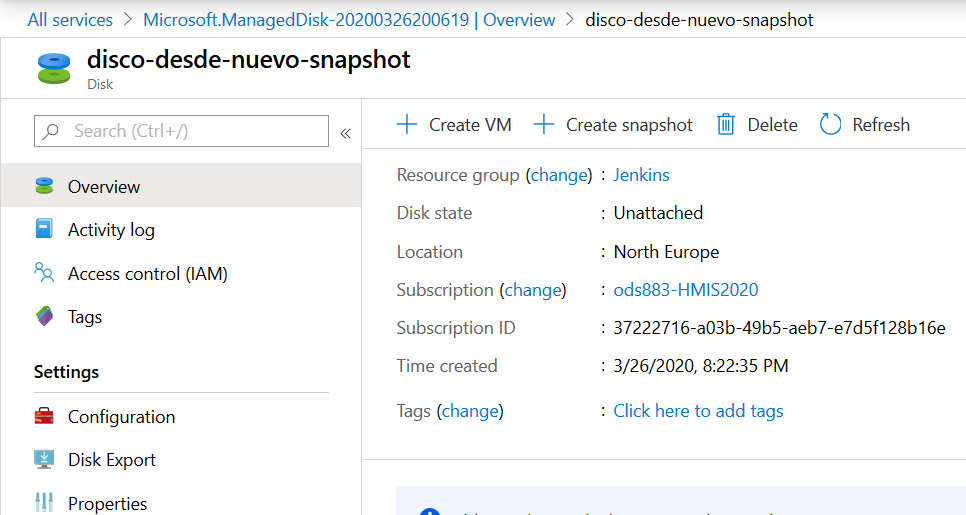 All services > Microsoft.ManagedDisk-20200326200619 | Overview > disco-desde-nuevo-snapshot
disco-desde-nuevo-snapshot
Disk
Search (Ctrl+/)
«
Overview
Activity log
Access control (IAM)
Tags
Settings
Configuration
Disk Export
Properties
Create VM
Create snapshot
Delete
Refresh
Resource group (change) : Jenkins
Disk state : Unattached
Location : North Europe
Subscription (change) : ods883-HMIS2020
Subscription ID : 37222716-a03b-49b5-aeb7-e7d5f128b16e
Time created : 3/26/2020, 8:22:35 PM
Tags (change) : Click here to add tags